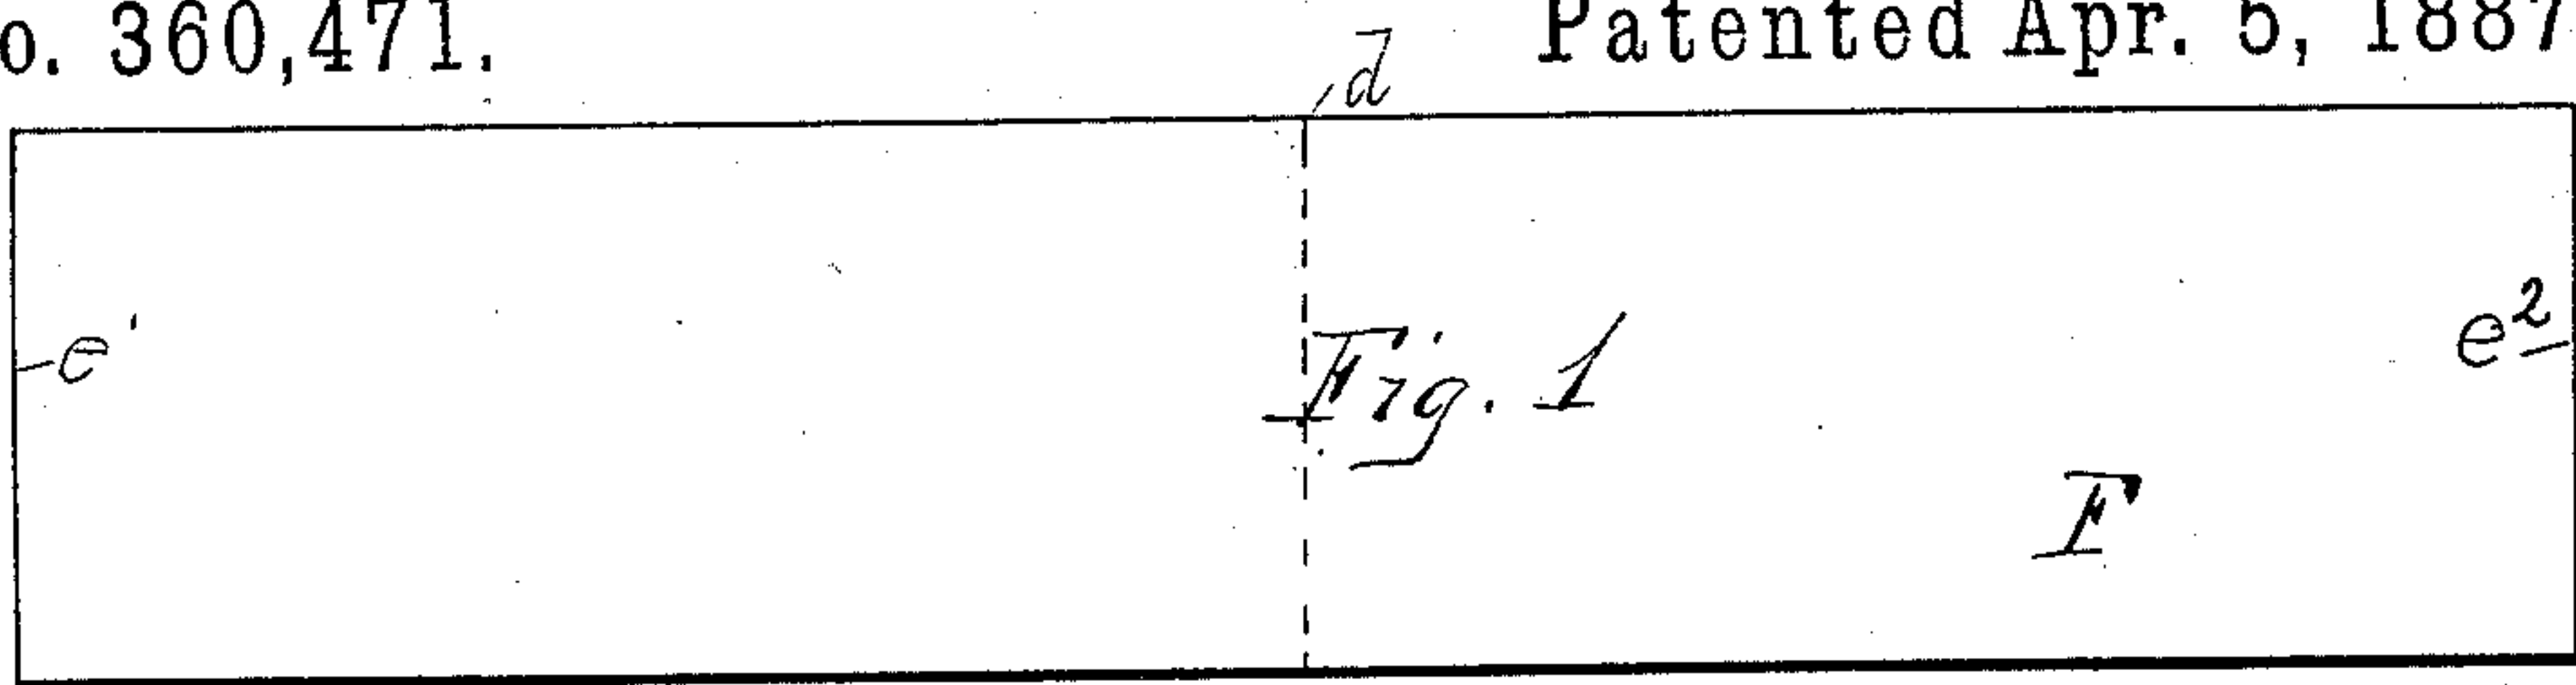 o. 360,471. Patented Apr. 5, 1887
d
e'
e²
Fig. 1
F